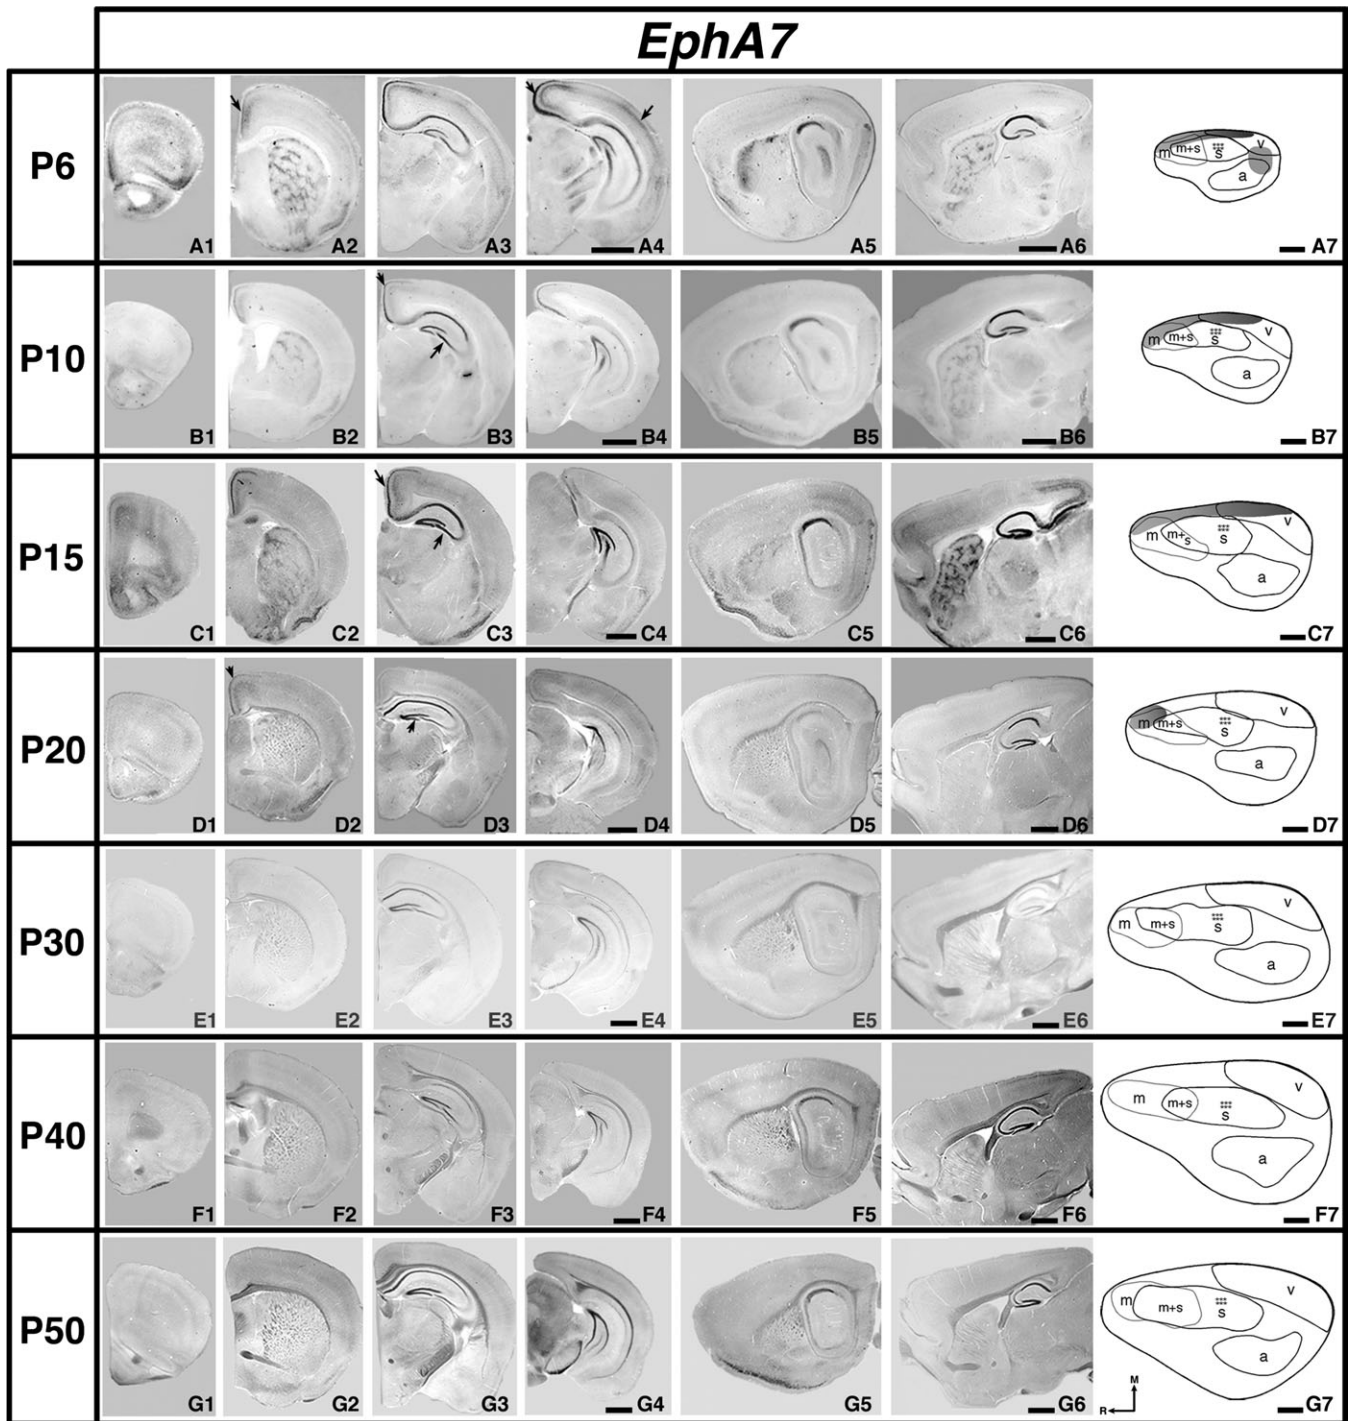 EphA7
P6
A1 A2 A3 A4 A5 A6 A7
m m+s s v a
P10
B1 B2 B3 B4 B5 B6 B7
m m+s s v a
P15
C1 C2 C3 C4 C5 C6 C7
m m+s s v a
P20
D1 D2 D3 D4 D5 D6 D7
m m+s s v a
P30
E1 E2 E3 E4 E5 E6 E7
m m+s s v a
P40
F1 F2 F3 F4 F5 F6 F7
m m+s s v a
P50
G1 G2 G3 G4 G5 G6 G7
m m+s s v a
M
R